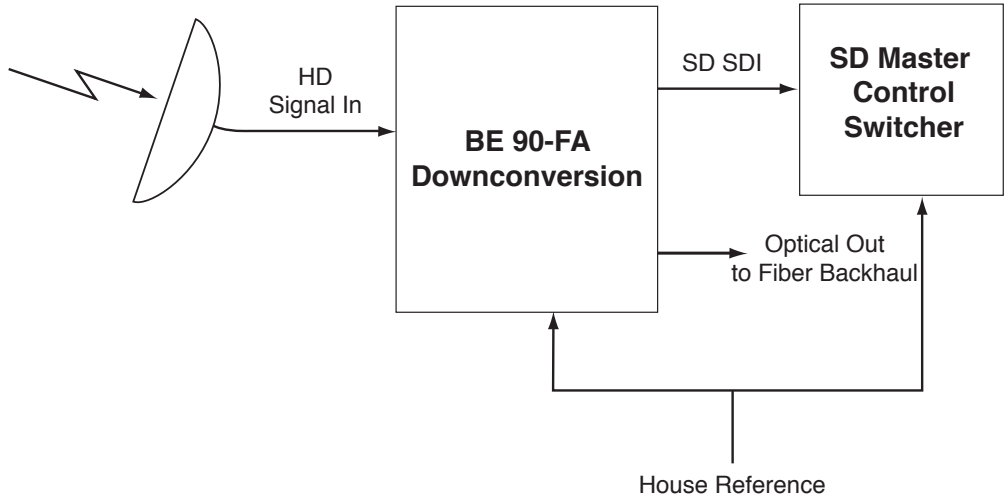 HD
Signal In
BE 90-FA
Downconversion
SD SDI
SD Master
Control
Switcher
Optical Out
to Fiber Backhaul
House Reference